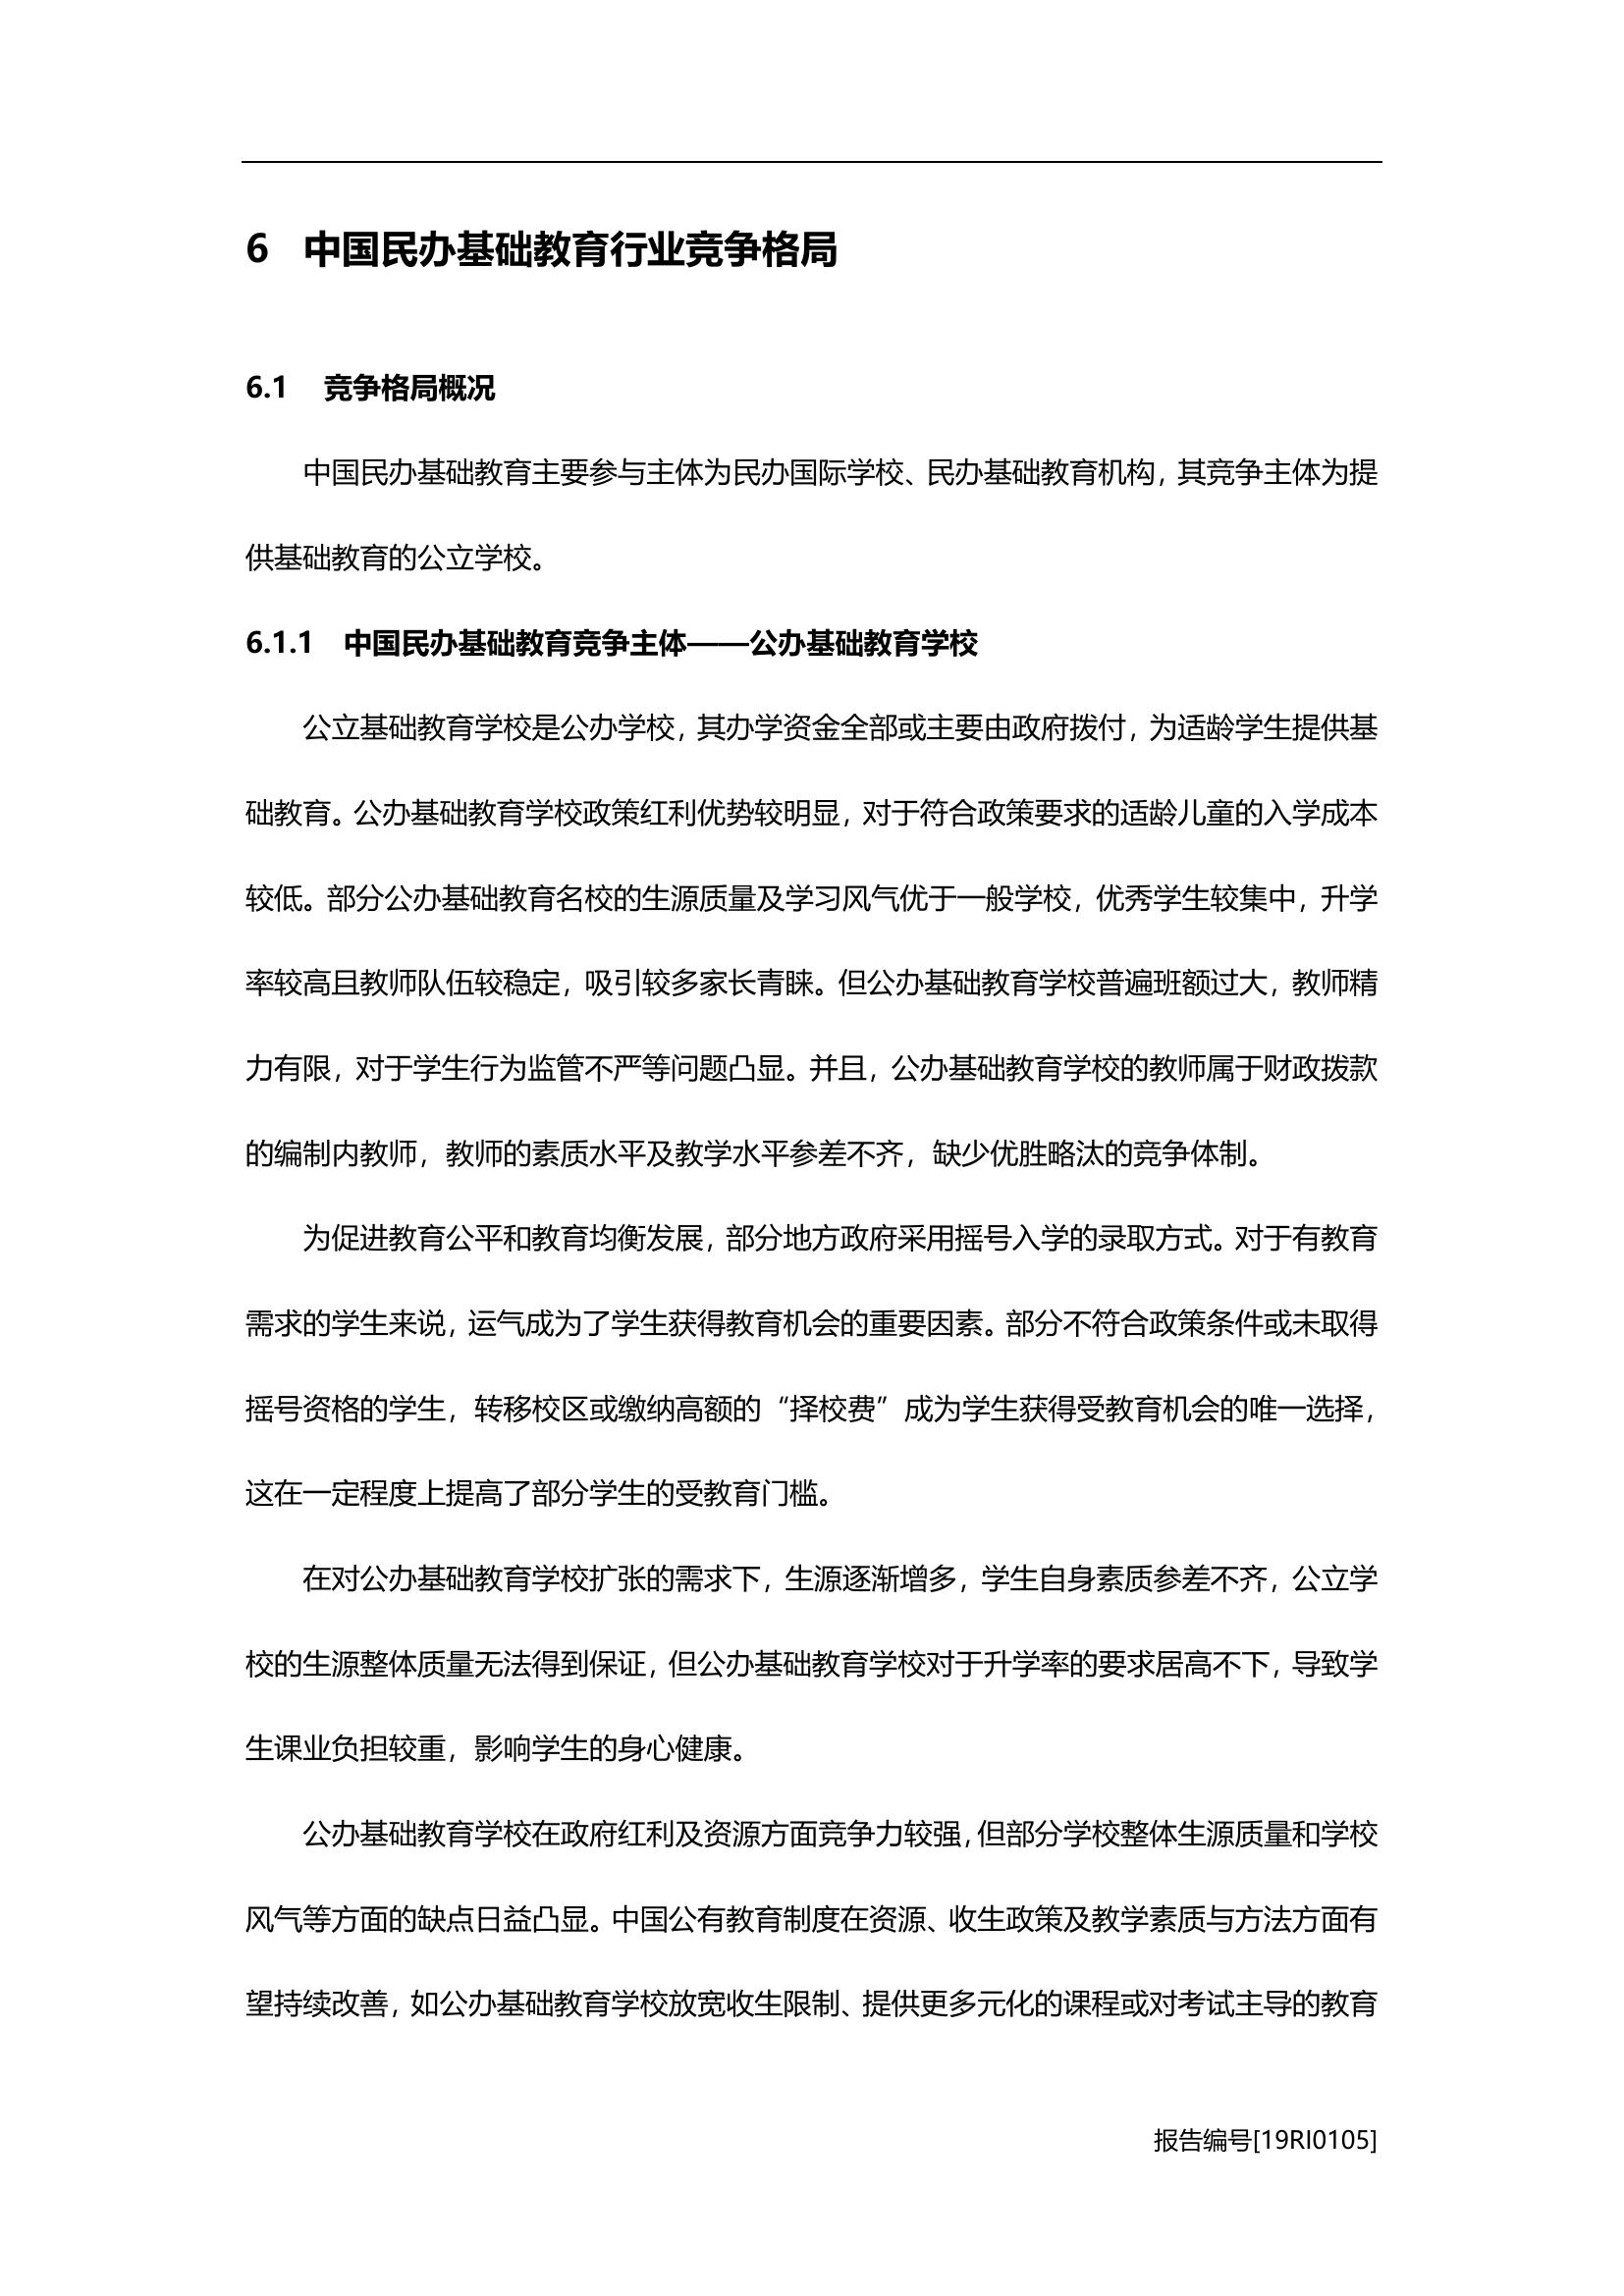 6 中国民办基础教育行业竞争格局
6.1 竞争格局概况
中国民办基础教育主要参与主体为民办国际学校、民办基础教育机构，其竞争主体为提
供基础教育的公立学校。
6.1.1 中国民办基础教育竞争主体——公办基础教育学校
公立基础教育学校是公办学校，其办学资金全部或主要由政府拨付，为适龄学生提供基
础教育。公办基础教育学校政策红利优势较明显，对于符合政策要求的适龄儿童的入学成本
较低。部分公办基础教育名校的生源质量及学习风气优于一般学校，优秀学生较集中，升学
率较高且教师队伍较稳定，吸引较多家长青睐。但公办基础教育学校普遍班额过大，教师精
力有限，对于学生行为监管不严等问题凸显。并且，公办基础教育学校的教师属于财政拨款
的编制内教师，教师的素质水平及教学水平参差不齐，缺少优胜略汰的竞争体制。
为促进教育公平和教育均衡发展，部分地方政府采用摇号入学的录取方式。对于有教育
需求的学生来说，运气成为了学生获得教育机会的重要因素。部分不符合政策条件或未取得
摇号资格的学生，转移校区或缴纳高额的“择校费”成为学生获得受教育机会的唯一选择，
这在一定程度上提高了部分学生的受教育门槛。
在对公办基础教育学校扩张的需求下，生源逐渐增多，学生自身素质参差不齐，公立学
校的生源整体质量无法得到保证，但公办基础教育学校对于升学率的要求居高不下，导致学
生课业负担较重，影响学生的身心健康。
公办基础教育学校在政府红利及资源方面竞争力较强，但部分学校整体生源质量和学校
风气等方面的缺点日益凸显。中国公有教育制度在资源、收生政策及教学素质与方法方面有
望持续改善，如公办基础教育学校放宽收生限制、提供更多元化的课程或对考试主导的教育
报告编号[19RI0105]